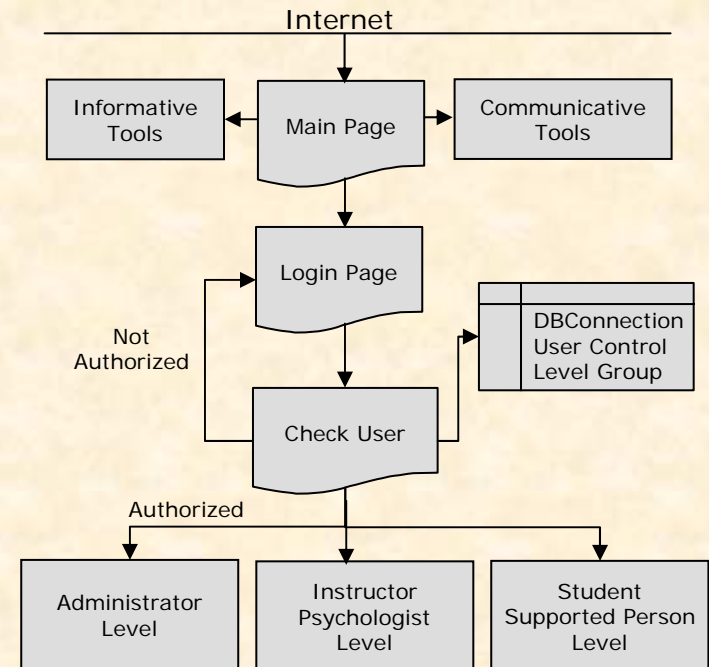 Internet
Informative
Tools
Main Page
Communicative
Tools
Login Page
Not
Authorized
DBConnection
User Control
Level Group
Check User
Authorized
Administrator
Level
Instructor
Psychologist
Level
Student
Supported Person
Level